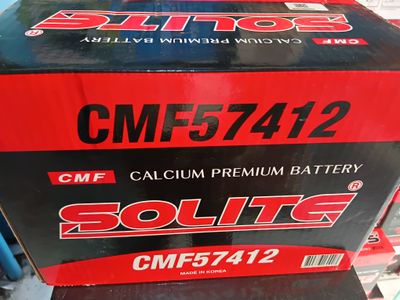 SOLITE®
CMF CALCIUM PREMIUM BATTERY
CMF57412
CMF CALCIUM PREMIUM BATTERY
SOLITE®
CMF57412
MADE IN KOREA